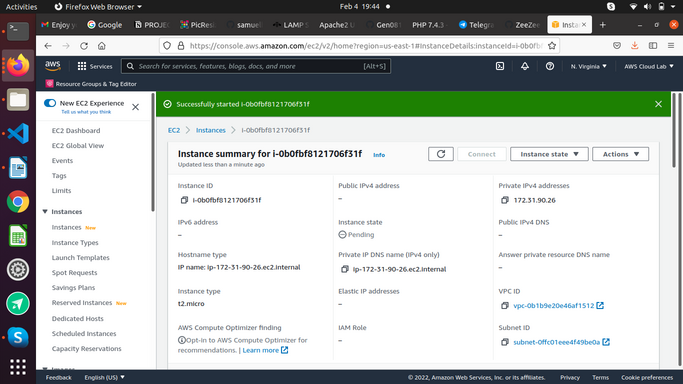 Activities
Firefox Web Browser
Feb 4 19:44
Enjoy y
Google
PROJE
PicRes
samuel
LAMP S
Apache2 U
Gen081
PHP 7.4.3
Telegra
ZeeZee
Insta
https://console.aws.amazon.com/ec2/v2/home?region=us-east-1#InstanceDetails:instanceId=i-0b0fbf
aws
Services
Search for services, features, blogs, docs, and more
[Alt+S]
N. Virginia
AWS Cloud Lab
Resource Groups & Tag Editor
New EC2 Experience
Tell us what you think
Successfully started i-0b0fbf8121706f31f
EC2 Dashboard
EC2 Global View
Events
Tags
Limits
Instances
Instances New
Instance Types
Launch Templates
Spot Requests
Savings Plans
Reserved Instances New
Dedicated Hosts
Scheduled Instances
Capacity Reservations
EC2
Instances
i-0b0fbf8121706f31f
Instance summary for i-0b0fbf8121706f31f
Info
Updated less than a minute ago
Connect
Instance state
Actions
Instance ID
i-0b0fbf8121706f31f
Public IPv4 address
–
Private IPv4 addresses
172.31.90.26
IPv6 address
–
Instance state
Pending
Public IPv4 DNS
–
Hostname type
IP name: ip-172-31-90-26.ec2.internal
Private IP DNS name (IPv4 only)
ip-172-31-90-26.ec2.internal
Answer private resource DNS name
–
Instance type
t2.micro
Elastic IP addresses
–
VPC ID
vpc-0b1b9e20e46af1512
AWS Compute Optimizer finding
Opt-in to AWS Compute Optimizer for
recommendations. | Learn more
IAM Role
–
Subnet ID
subnet-0ffc01eee4f49be0a
Feedback
English (US)
© 2022, Amazon Web Services, Inc. or its affiliates.
Privacy
Terms
Cookie preferences